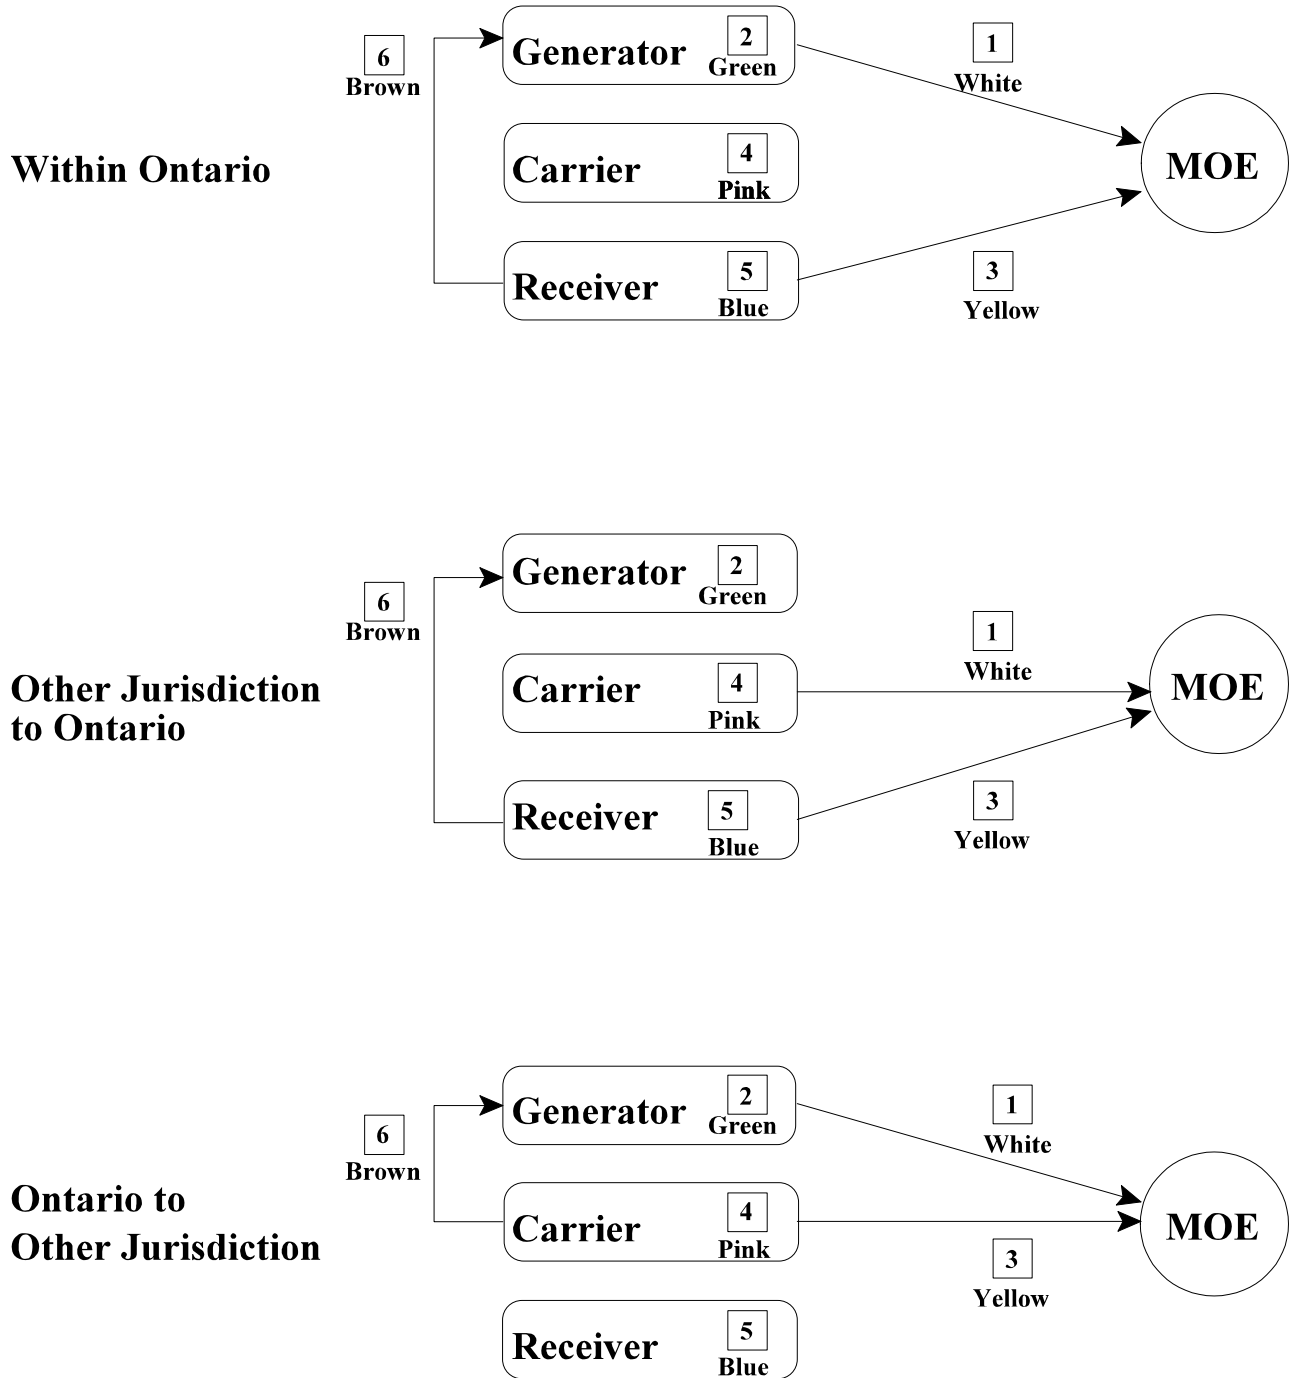 6
Brown
Generator
2
Green
1
White
Within Ontario
Carrier
4
Pink
MOE
Receiver
5
Blue
3
Yellow
6
Brown
Generator
2
Green
Other Jurisdiction
to Ontario
Carrier
4
Pink
1
White
MOE
Receiver
5
Blue
3
Yellow
6
Brown
Generator
2
Green
1
White
Ontario to
Other Jurisdiction
Carrier
4
Pink
MOE
3
Yellow
Receiver
5
Blue